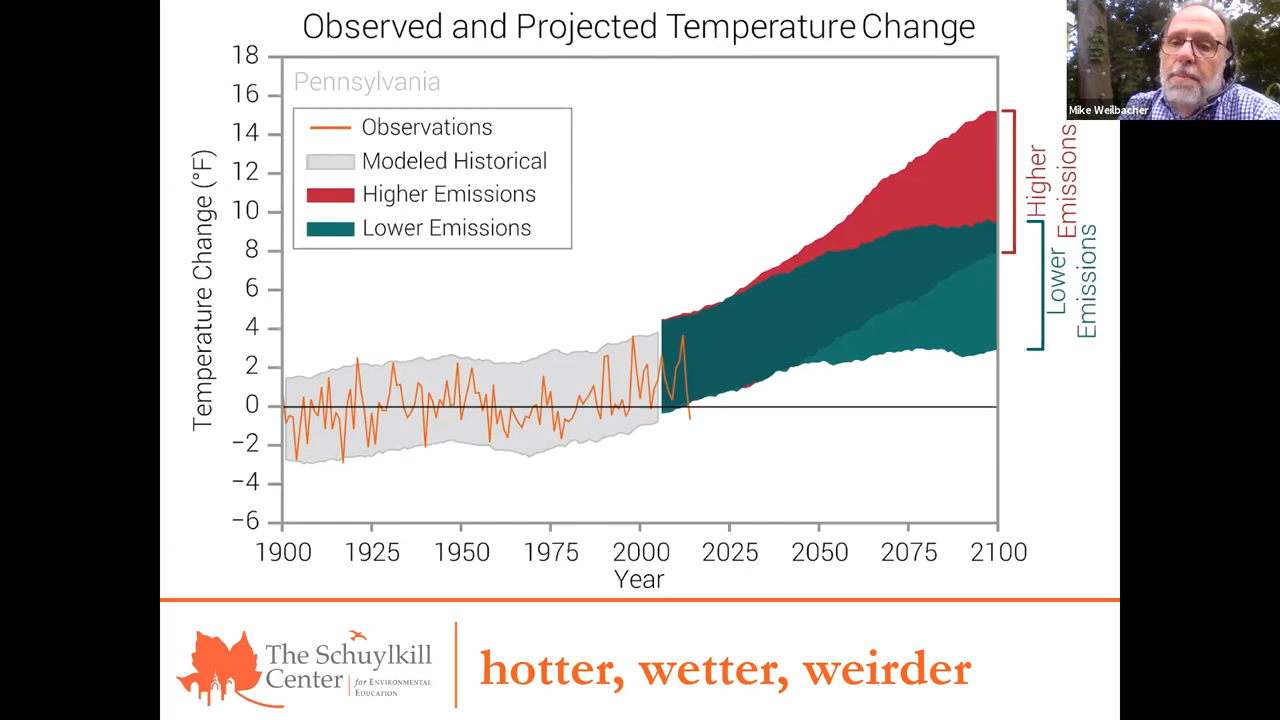 Observed and Projected Temperature Change
Mike Weilbacher
Pennsylvania
Observations
Modeled Historical
Higher Emissions
Lower Emissions
Temperature Change (°F)
18
16
14
12
10
8
6
4
2
0
−2
−4
−6
1900 1925 1950 1975 2000 2025 2050 2075 2100
Year
Higher
Emissions
Lower
Emissions
The Schuylkill
Center
for Environmental
Education
hotter, wetter, weirder